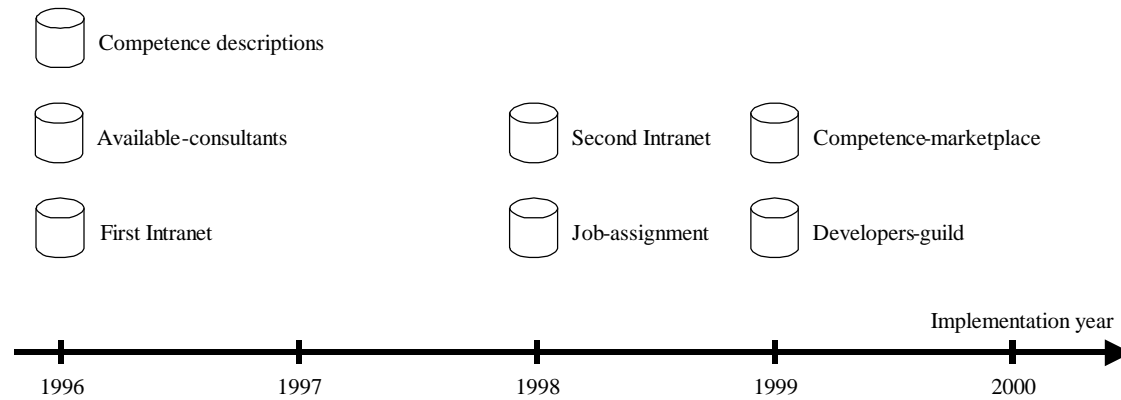 Competence descriptions
Available-consultants
Second Intranet
Competence-marketplace
First Intranet
Job-assignment
Developers-guild
Implementation year
1996
1997
1998
1999
2000